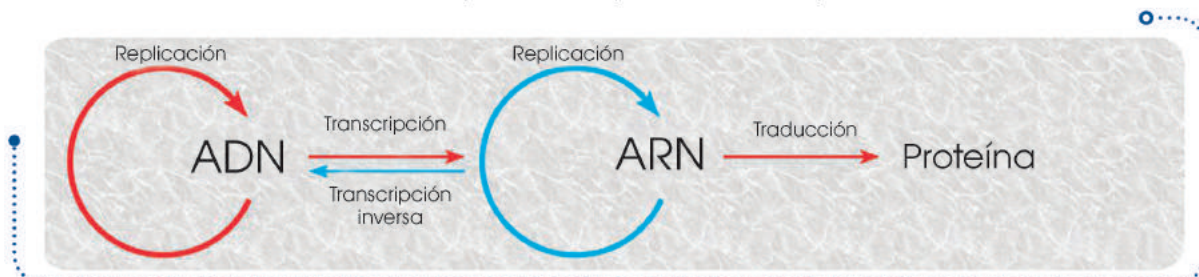 Replicación
Replicación
Transcripción
Traducción
ADN
ARN
Proteína
Transcripción
inversa